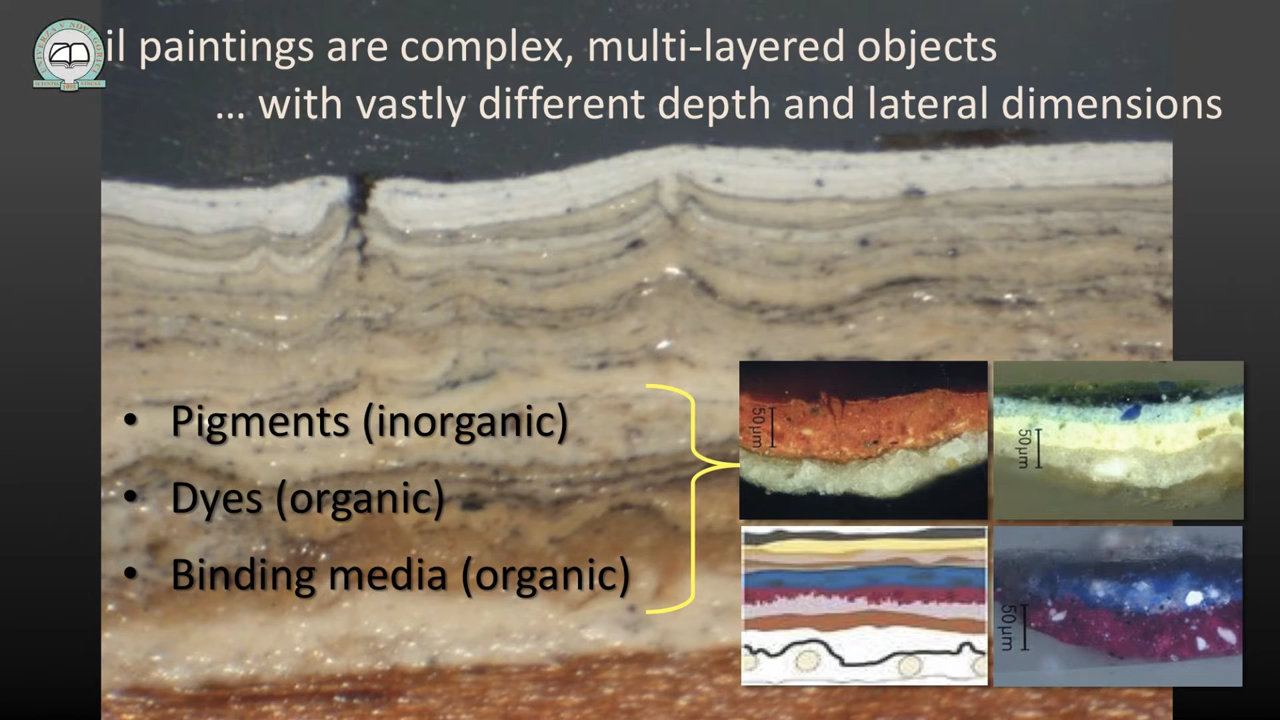 il paintings are complex, multi-layered objects
... with vastly different depth and lateral dimensions
• Pigments (inorganic)
• Dyes (organic)
• Binding media (organic)
50µm
50µm
50µm